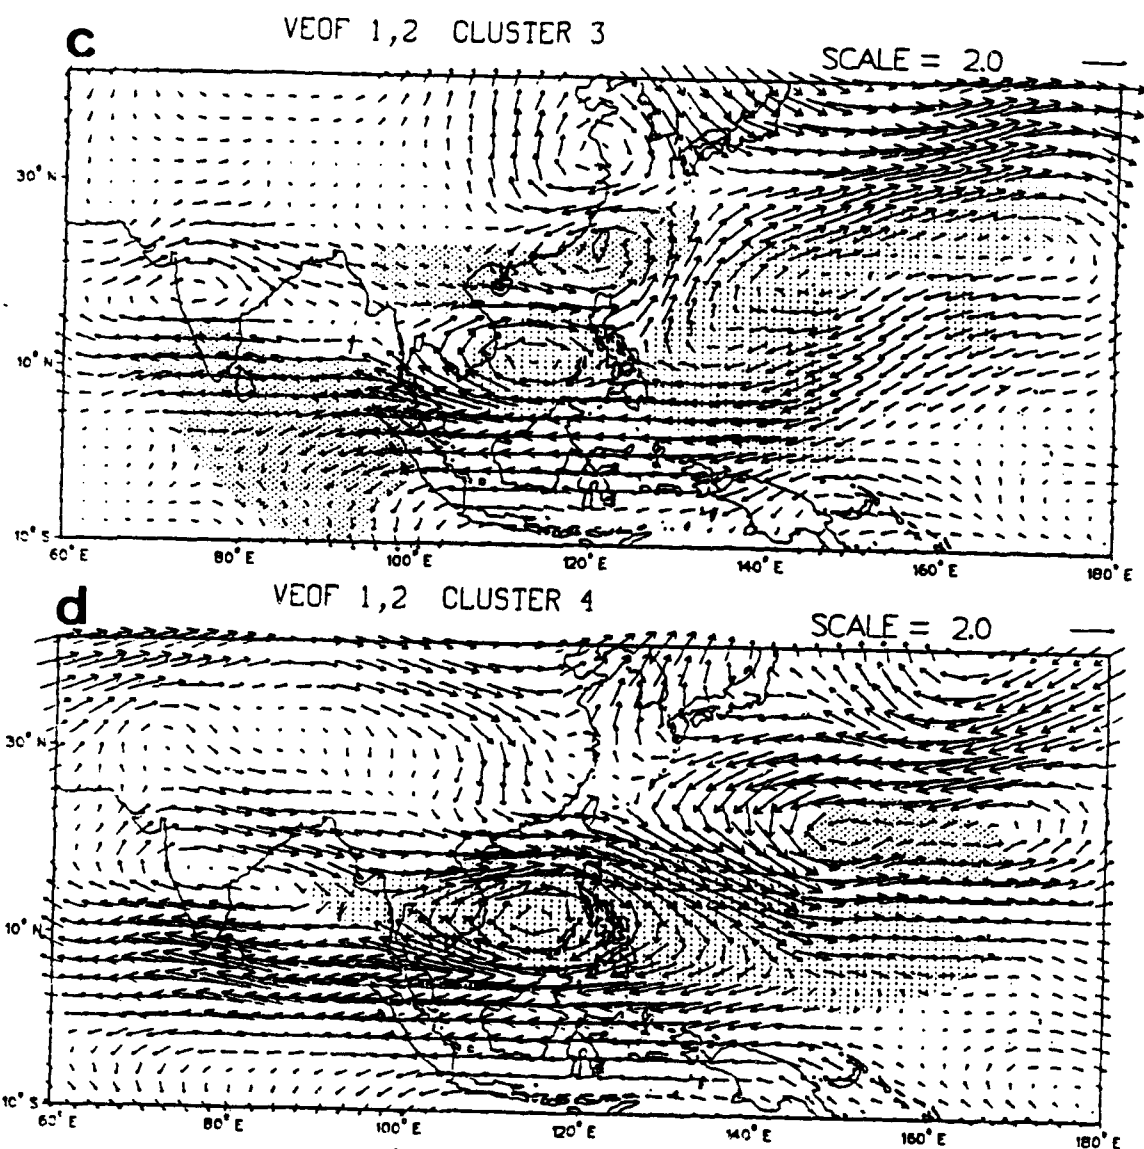 c
VEOF 1,2 CLUSTER 3
SCALE = 2.0
30° N
10° N
10° S
60° E 80° E 100° E 120° E 140° E 160° E 180° E
d
VEOF 1,2 CLUSTER 4
SCALE = 2.0
30° N
10° N
10° S
60° E 80° E 100° E 120° E 140° E 160° E 180° E